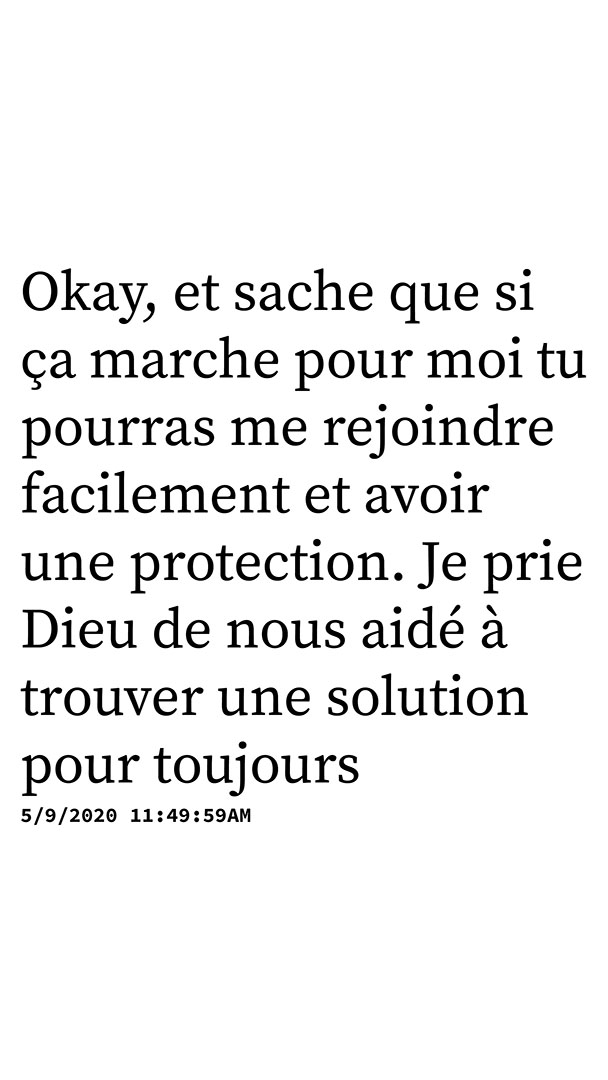 Okay, et sache que si
ça marche pour moi tu
pourras me rejoindre
facilement et avoir
une protection. Je prie
Dieu de nous aidé à
trouver une solution
pour toujours
5/9/2020 11:49:59AM